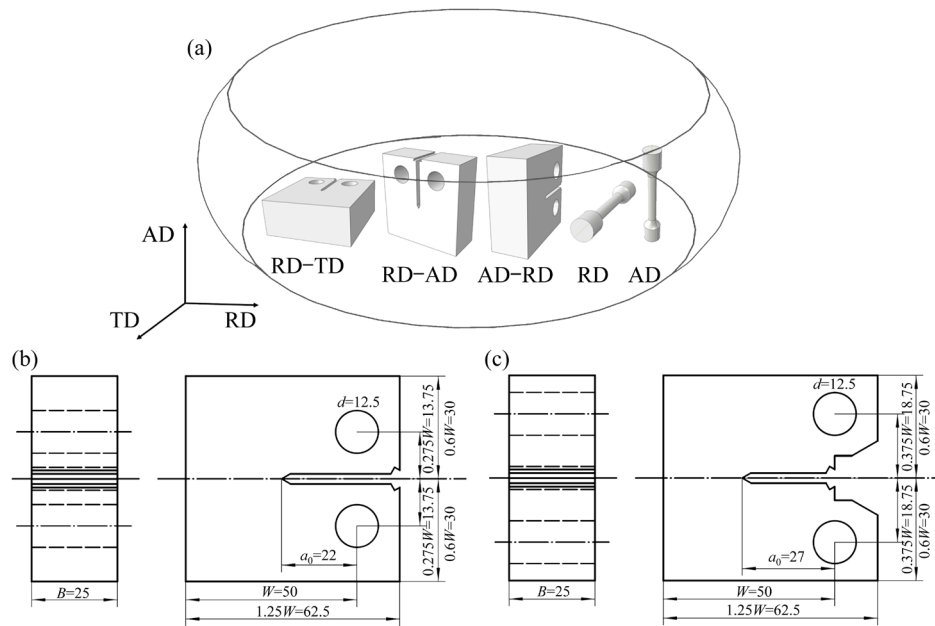 (a)
AD
TD
RD
RD-TD
RD-AD
AD-RD
RD
AD
(b)
d=12.5
0.275W=13.75
0.6W=30
0.275W=13.75
0.6W=30
a₀=22
B=25
W=50
1.25W=62.5
(c)
d=12.5
0.375W=18.75
0.6W=30
0.375W=18.75
0.6W=30
a₀=27
B=25
W=50
1.25W=62.5